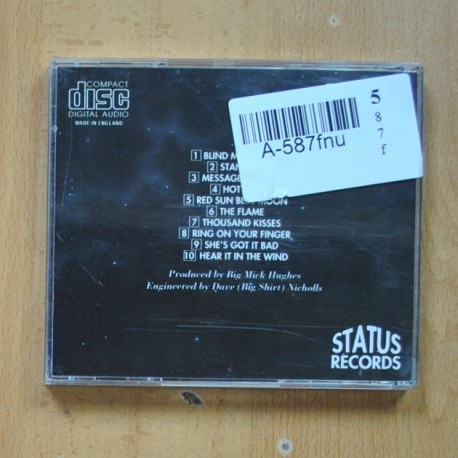 COMPACT
disc
DIGITAL AUDIO
MADE IN ENGLAND
A-587fnu
5
8
7
f
1 BLIND
2
3 MESSAGE
4 HOT
5 RED SUN BLUE MOON
6 THE FLAME
7 THOUSAND KISSES
8 RING ON YOUR FINGER
9 SHE'S GOT IT BAD
10 HEAR IT IN THE WIND
Produced by Big Mick Hughes
Engineered by Dave (Big Shirt) Nicholls
STATUS
RECORDS